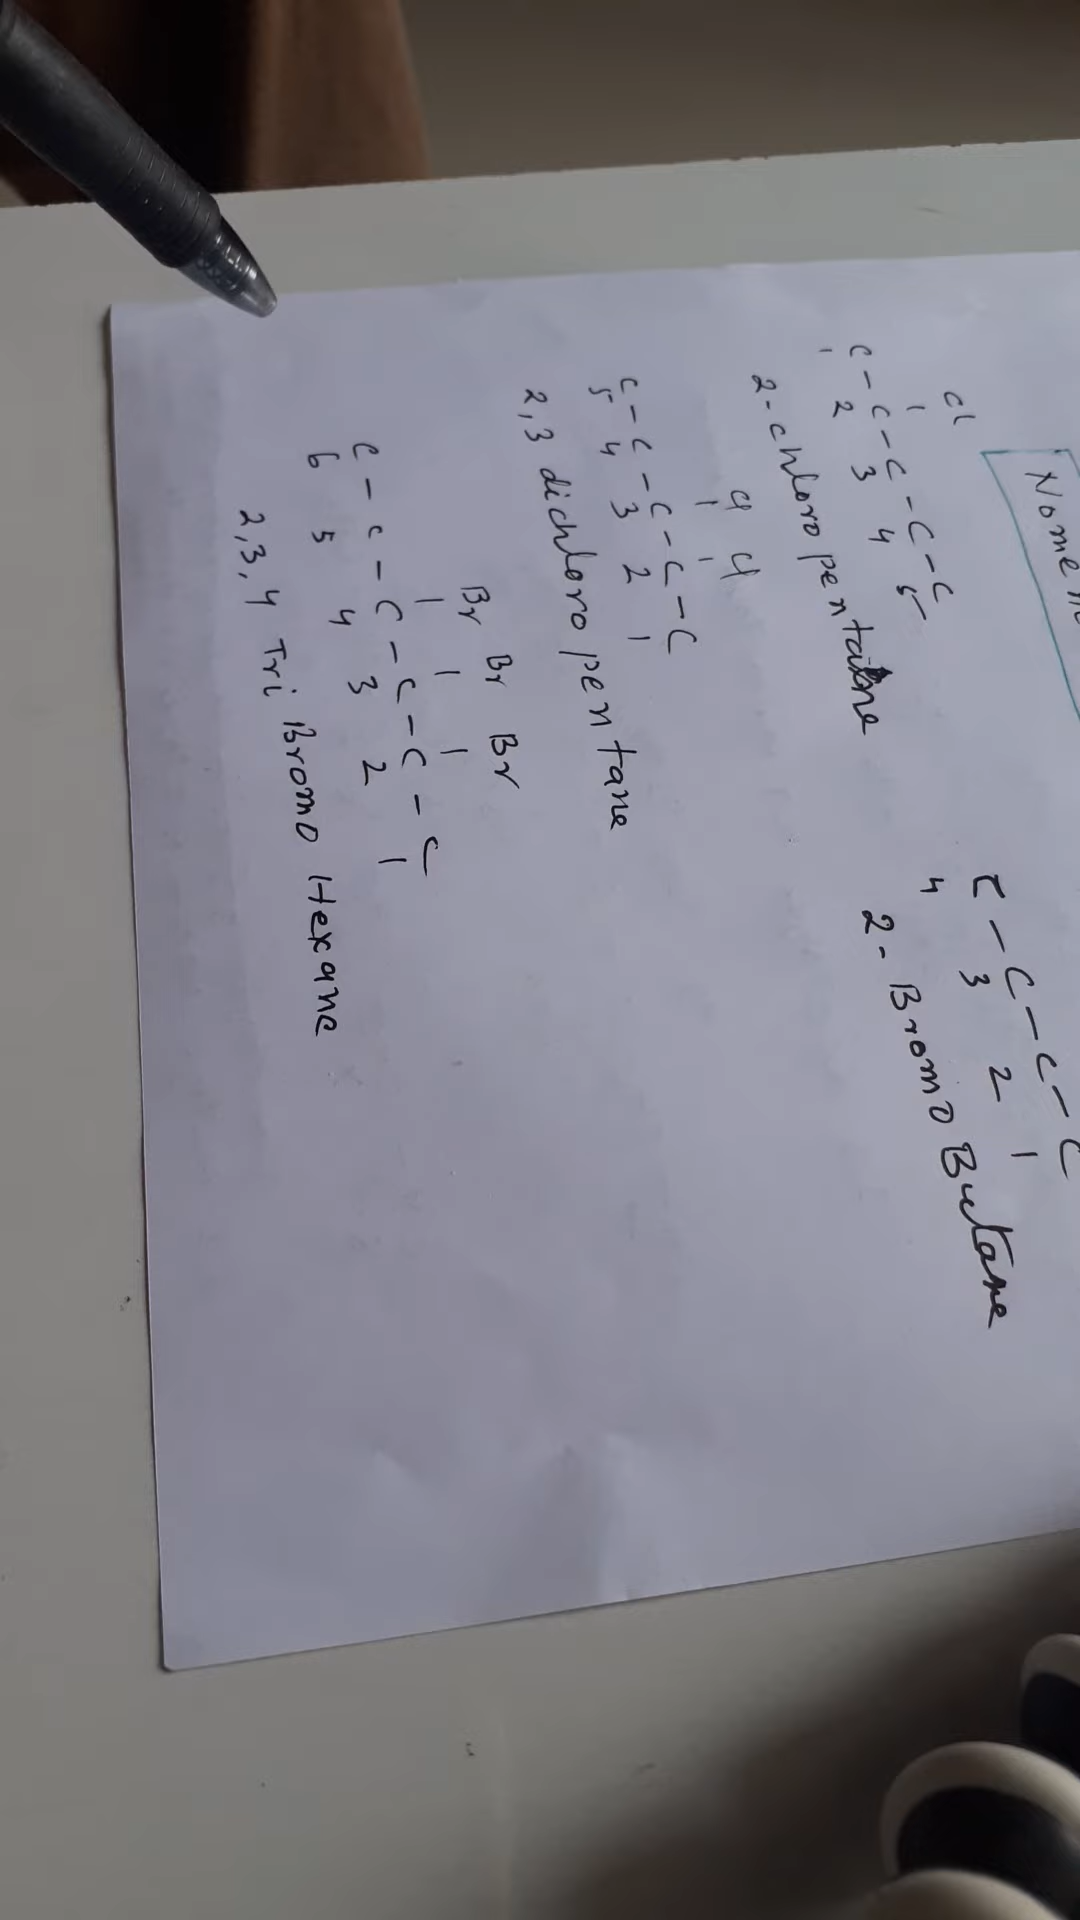 Nomen
Cl
|
C - C - C - C - C
1 2 3 4 5
2- chloro pentane
C - C - C - C
4 3 2 1
2- Bromo Butane
Cl Cl
| |
C - C - C - C - C
5 4 3 2 1
2,3 dichloro pentane
Br Br Br
| | |
C - C - C - C - C - C
6 5 4 3 2 1
2,3,4 Tri Bromo Hexane